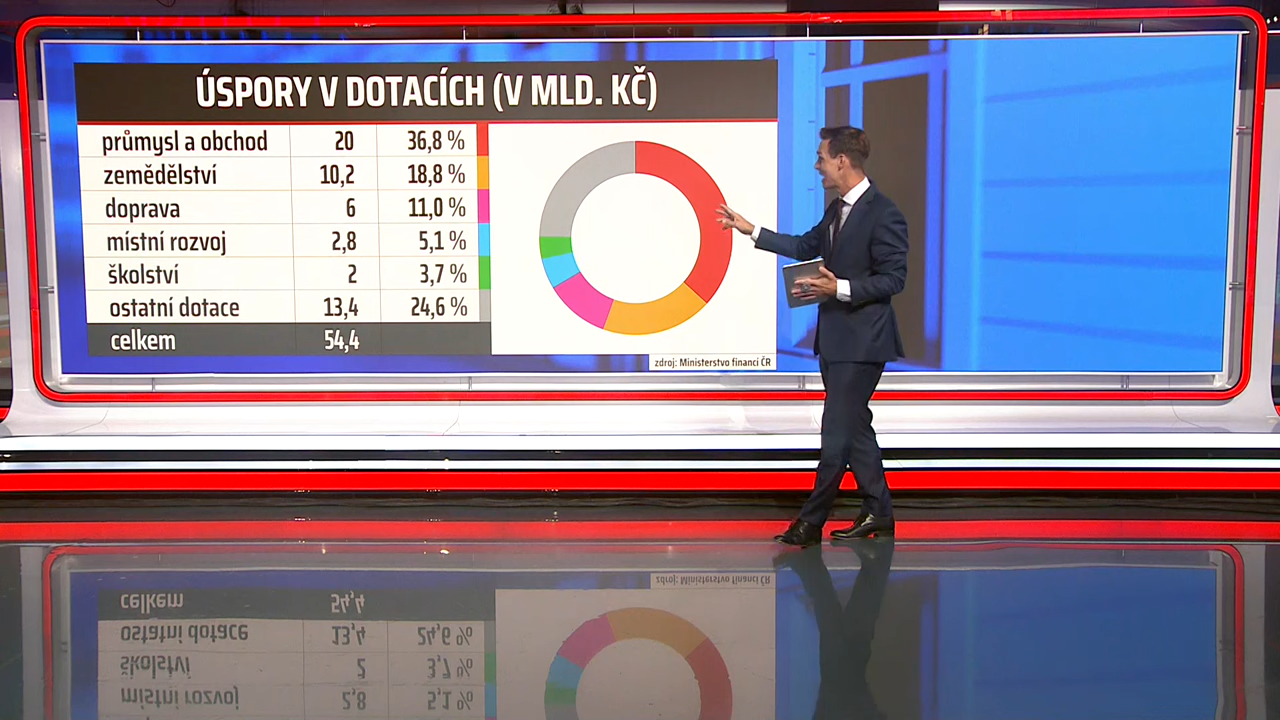 ÚSPORY V DOTACÍCH (V MLD. KČ)
průmysl a obchod 20 36,8 %
zemědělství 10,2 18,8 %
doprava 6 11,0 %
místní rozvoj 2,8 5,1 %
školství 2 3,7 %
ostatní dotace 13,4 24,6 %
celkem 54,4
zdroj: Ministerstvo financí ČR